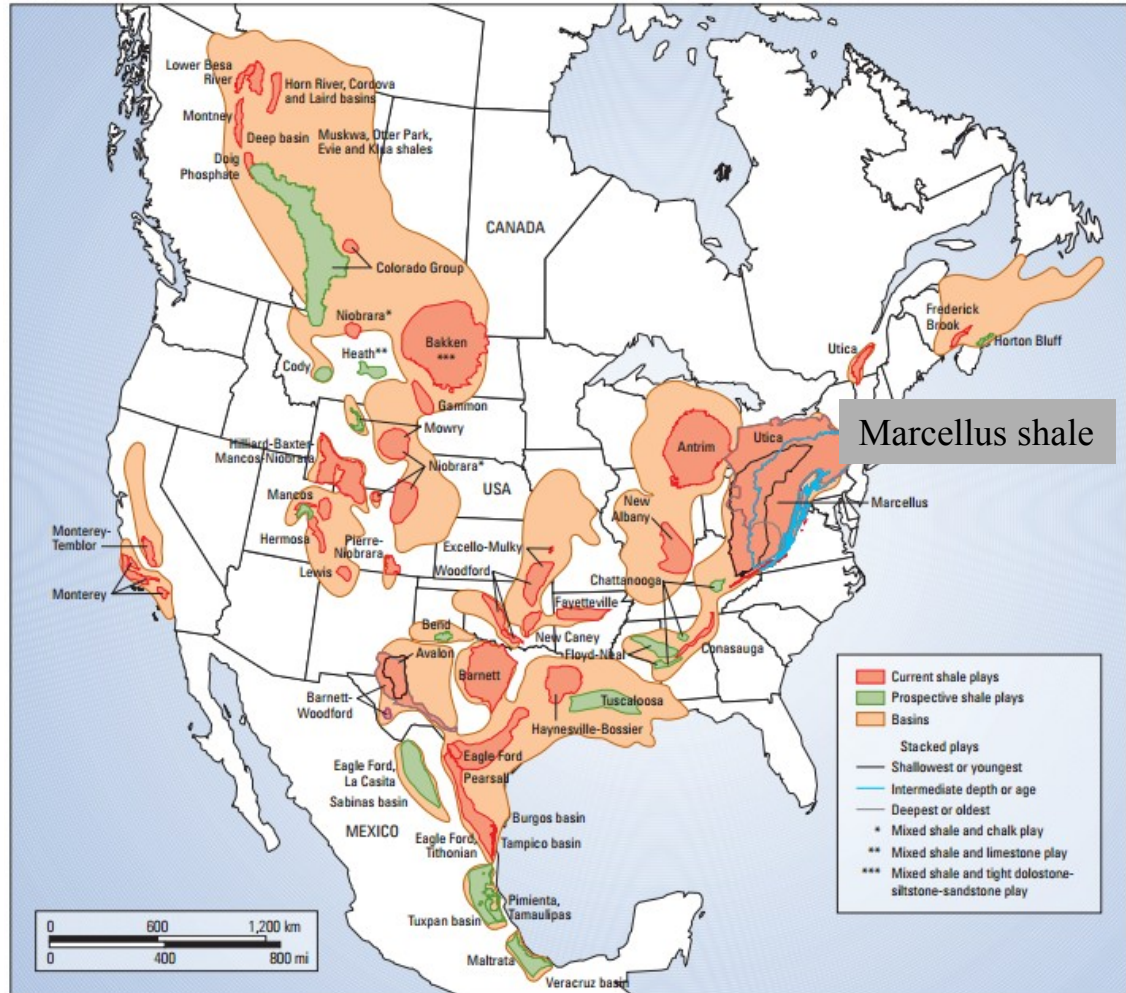 Lower Besa
River
Horn River, Cordova
and Laird basins
Montney
Deep basin
Muskwa, Otter Park,
Evie and Klua shales
Doig
Phosphate
CANADA
Colorado Group
Niobrara*
Bakken
***
Heath**
Cody
Gammon
Mowry
Hilliard-Baxter-
Mancos-Niobrara
Niobrara*
USA
Mancos
Hermosa
Pierre-
Niobrara
Lewis
Monterey-
Temblor
Monterey
Frederick
Brook
Horton Bluff
Utica
Antrim
Utica
Marcellus shale
Marcellus
New
Albany
Excello-Mulky
Woodford
Chattanooga
Fayetteville
New Caney
Floyd-Neal
Conasauga
Bend
Avalon
Barnett
Barnett-
Woodford
Tuscaloosa
Haynesville-Bossier
Eagle Ford
Pearsall
Eagle Ford,
La Casita
Sabinas basin
MEXICO
Burgos basin
Eagle Ford,
Tithonian
Tampico basin
Pimienta,
Tamaulipas
Tuxpan basin
Maltrata
Veracruz basin
Current shale plays
Prospective shale plays
Basins
Stacked plays
Shallowest or youngest
Intermediate depth or age
Deepest or oldest
* Mixed shale and chalk play
** Mixed shale and limestone play
*** Mixed shale and tight dolostone-
siltstone-sandstone play
0 600 1,200 km
0 400 800 mi